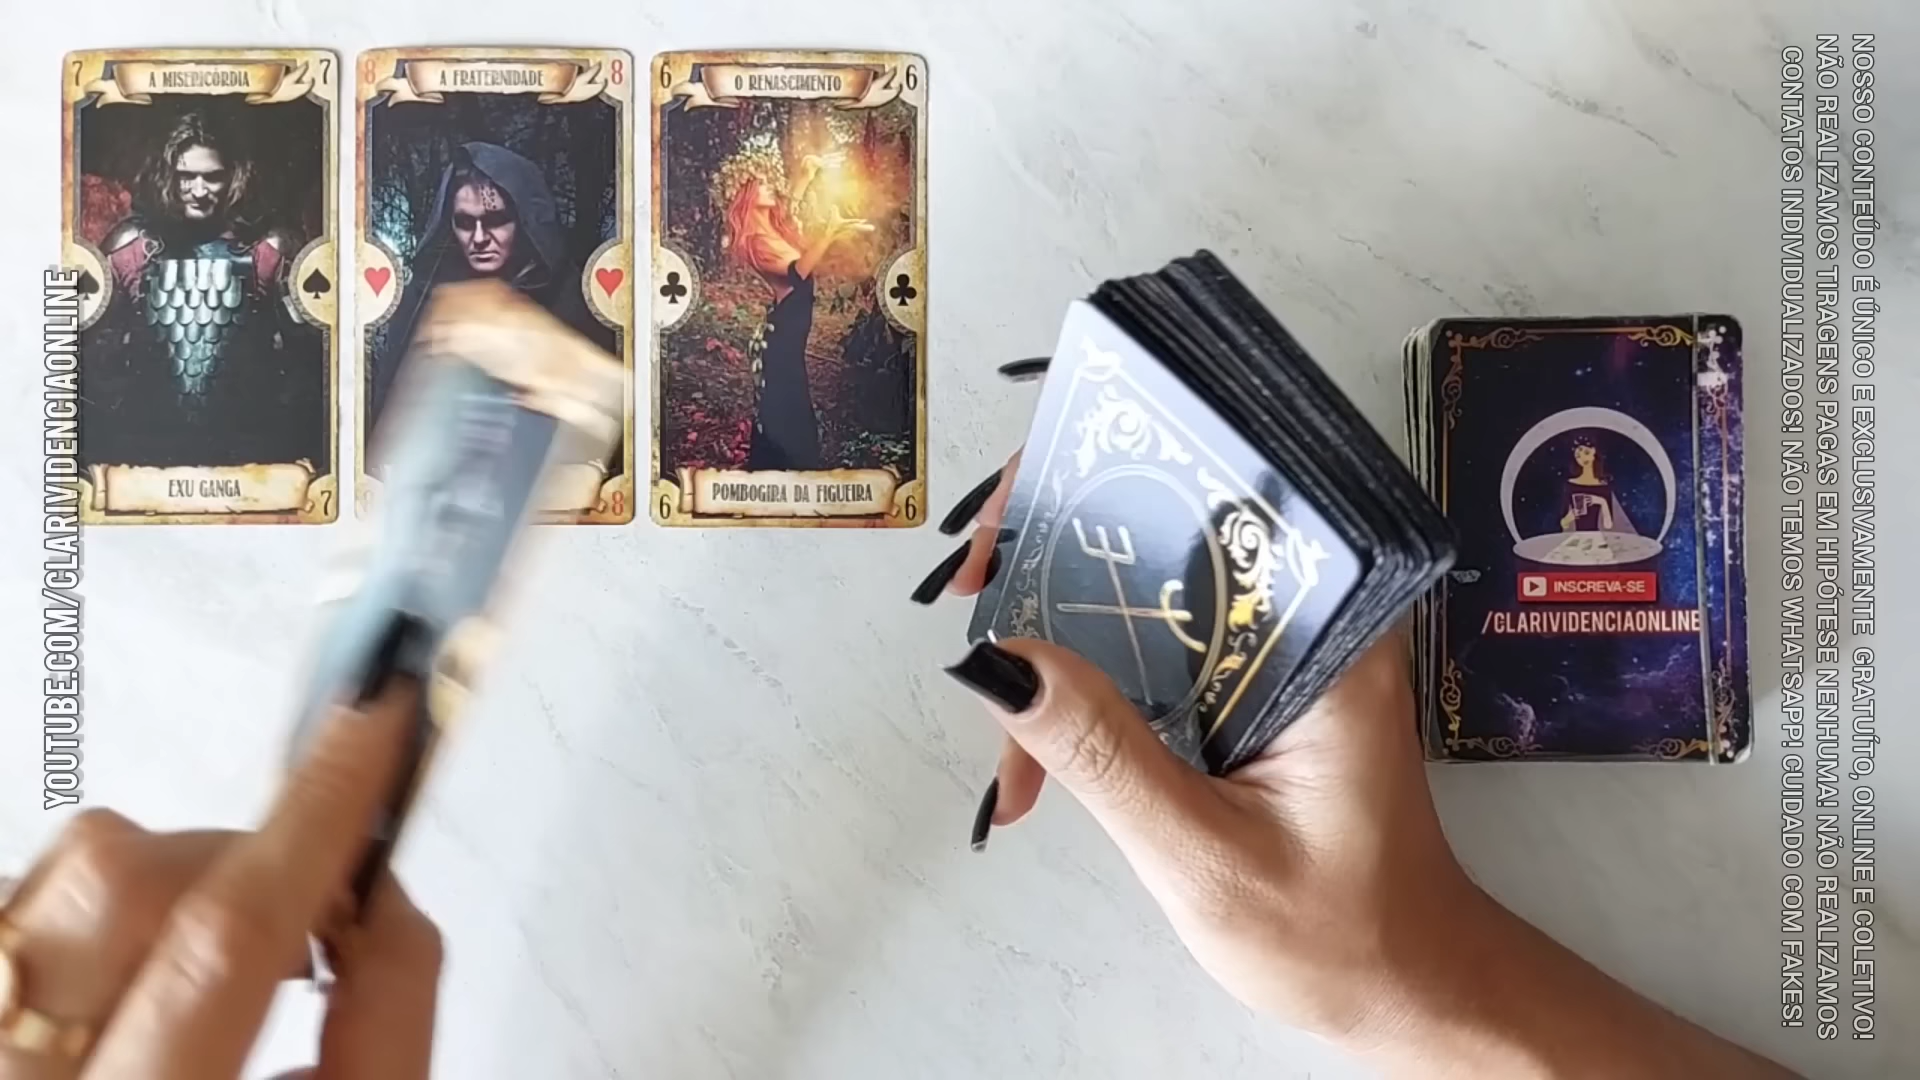 7 A MISERICÓRDIA 7
EXU GANGA 7
8 A FRATERNIDADE 8
8
6 O RENASCIMENTO 6
6 POMBOGIRA DA FIGUEIRA 6
YOUTUBE.COM/CLARIVIDENCIAONLINE
INSCREVA-SE
/CLARIVIDENCIAONLINE
NOSSO CONTEÚDO É ÚNICO E EXCLUSIVAMENTE GRATUÍTO, ONLINE E COLETIVO!
NÃO REALIZAMOS TIRAGENS PAGAS EM HIPÓTESE NENHUMA! NÃO REALIZAMOS
CONTATOS INDIVIDUALIZADOS! NÃO TEMOS WHATSAPP! CUIDADO COM FAKES!